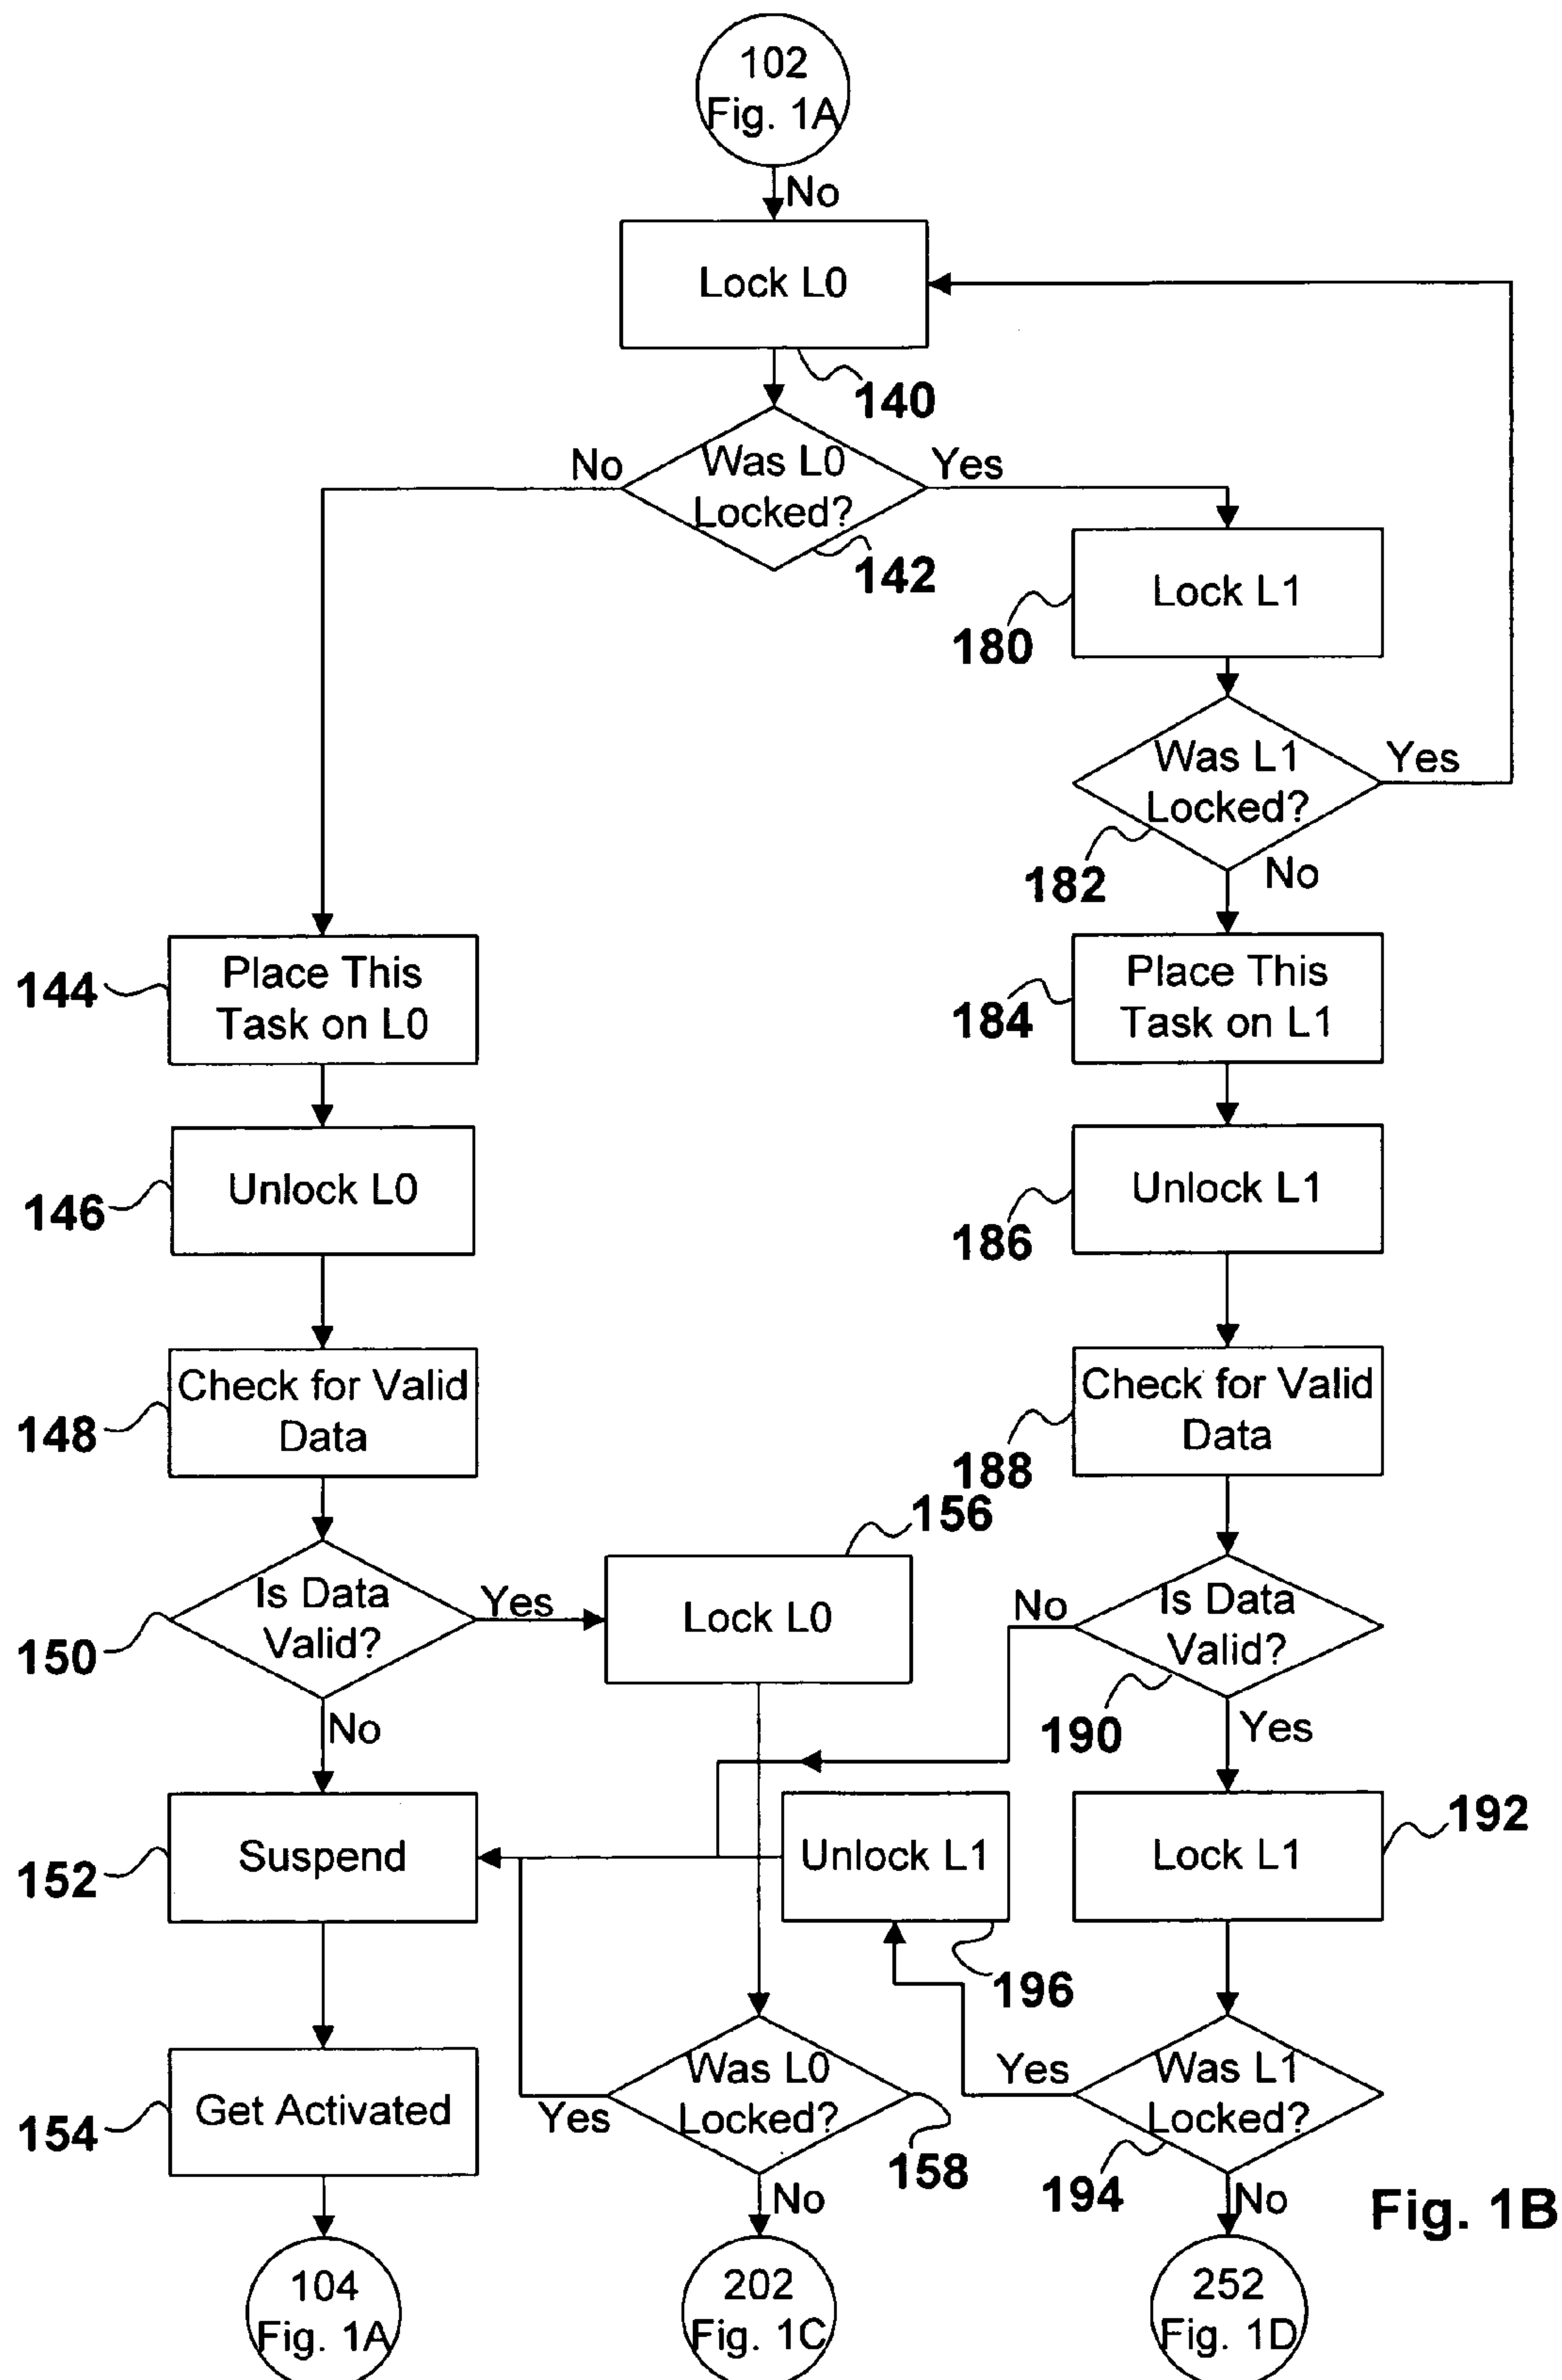 102
Fig. 1A
No
Lock L0
140
Was L0
Locked?
No
Yes
142
Lock L1
180
Was L1
Locked?
Yes
182
No
Place This
Task on L0
144
Place This
Task on L1
184
Unlock L0
146
Unlock L1
186
Check for Valid
Data
148
Check for Valid
Data
188
156
Is Data
Valid?
150
Yes
Lock L0
No
Is Data
Valid?
190
No
Yes
Suspend
152
Unlock L1
196
Lock L1
192
Get Activated
154
Was L0
Locked?
Yes
158
No
Was L1
Locked?
Yes
194
No
Fig. 1B
104
Fig. 1A
202
Fig. 1C
252
Fig. 1D